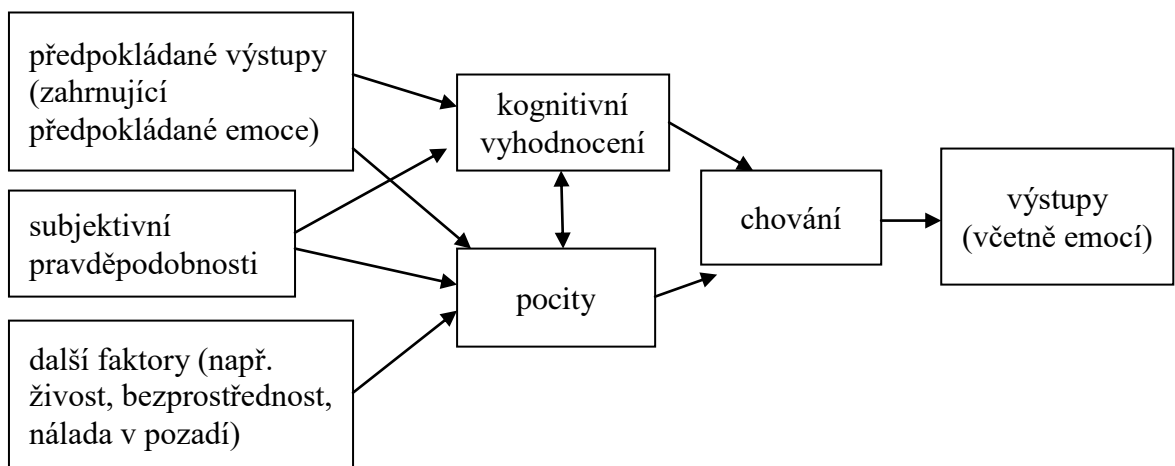 předpokládané výstupy
(zahrnující
předpokládané emoce)
kognitivní
vyhodnocení
subjektivní
pravděpodobnosti
chování
výstupy
(včetně emocí)
pocity
další faktory (např.
živost, bezprostřednost,
nálada v pozadí)